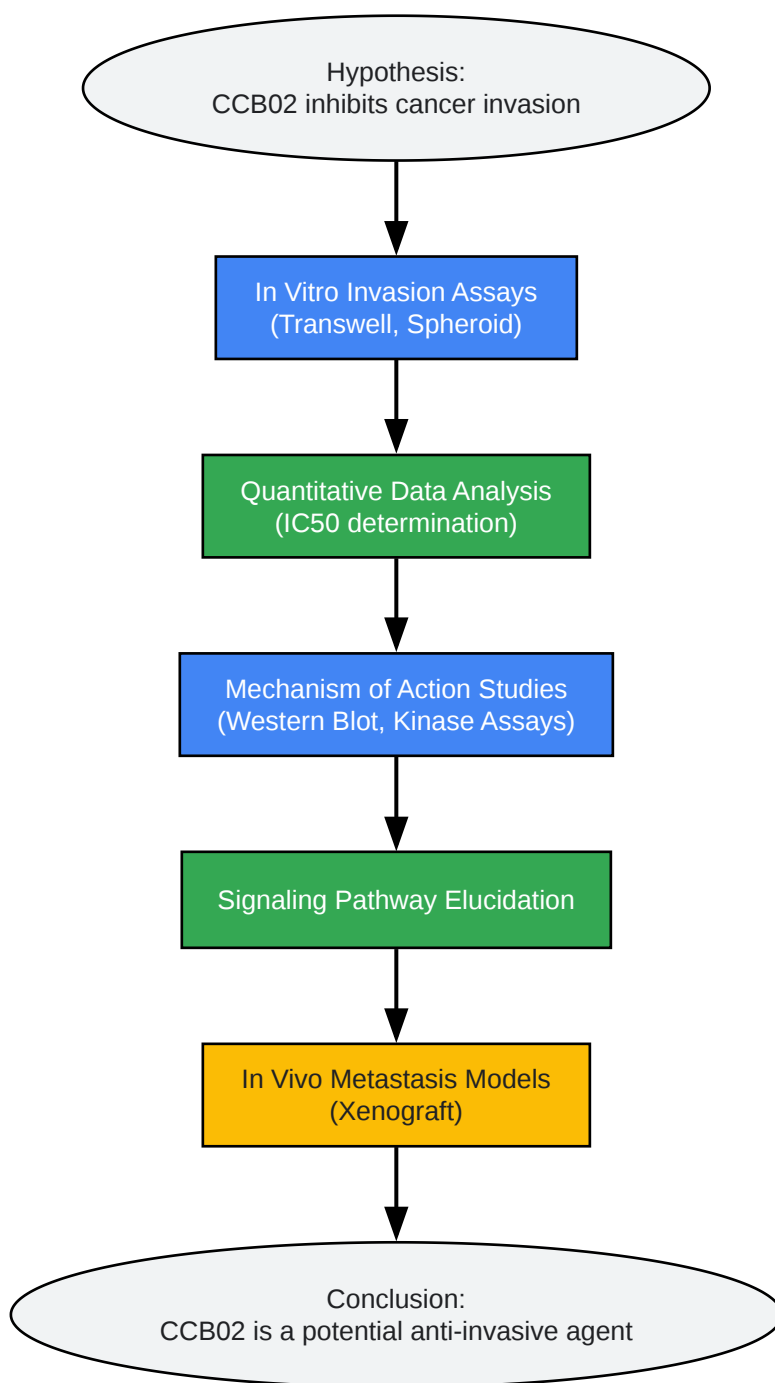 Hypothesis:
CCB02 inhibits cancer invasion
In Vitro Invasion Assays
(Transwell, Spheroid)
Quantitative Data Analysis
(IC50 determination)
Mechanism of Action Studies
(Western Blot, Kinase Assays)
Signaling Pathway Elucidation
In Vivo Metastasis Models
(Xenograft)
Conclusion:
CCB02 is a potential anti-invasive agent